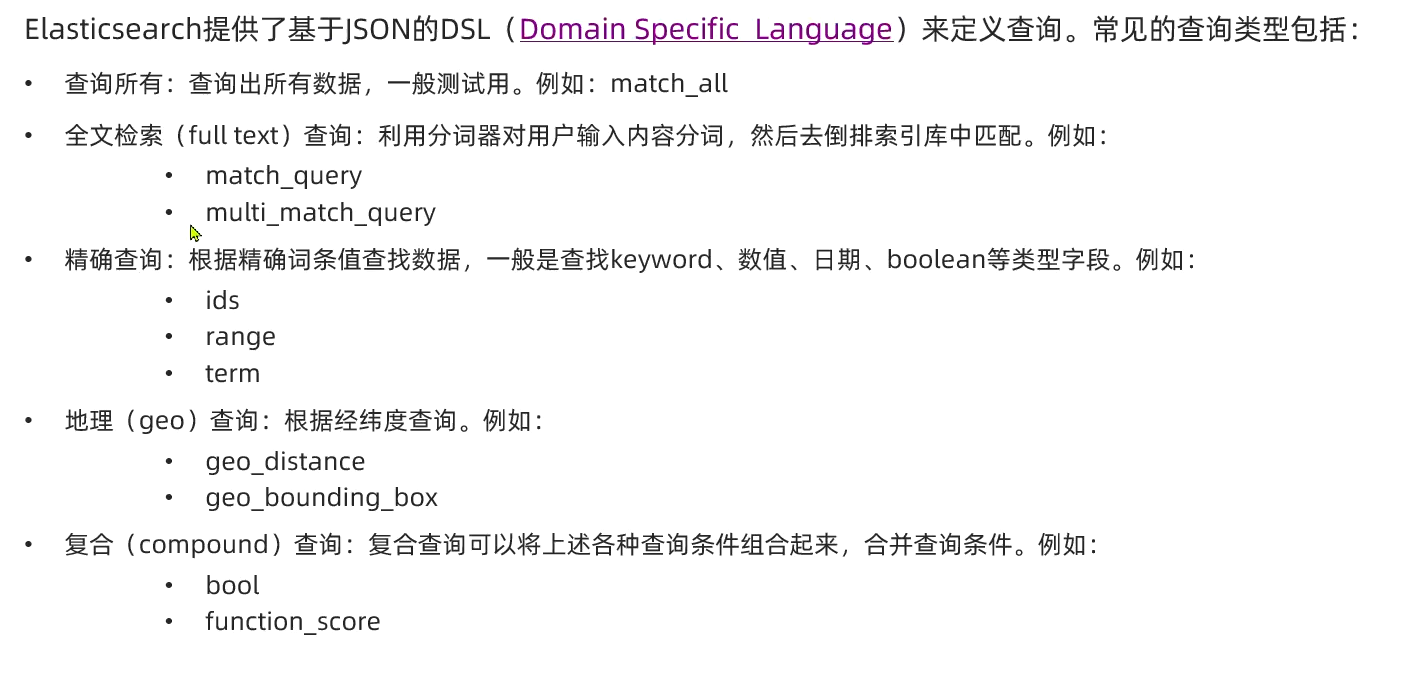 Elasticsearch提供了基于JSON的DSL（Domain Specific Language）来定义查询。常见的查询类型包括：
• 查询所有：查询出所有数据，一般测试用。例如：match_all
• 全文检索（full text）查询：利用分词器对用户输入内容分词，然后去倒排索引库中匹配。例如：
• match_query
• multi_match_query
• 精确查询：根据精确词条值查找数据，一般是查找keyword、数值、日期、boolean等类型字段。例如：
• ids
• range
• term
• 地理（geo）查询：根据经纬度查询。例如：
• geo_distance
• geo_bounding_box
• 复合（compound）查询：复合查询可以将上述各种查询条件组合起来，合并查询条件。例如：
• bool
• function_score